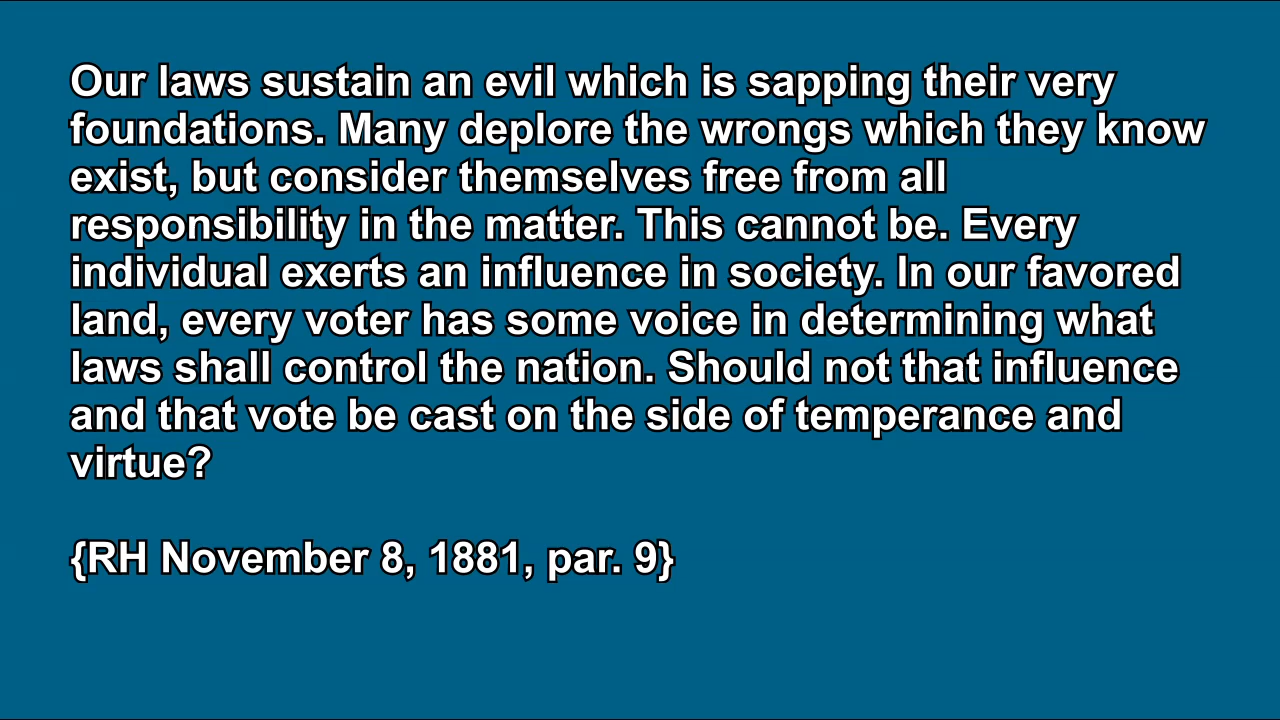 Our laws sustain an evil which is sapping their very
foundations. Many deplore the wrongs which they know
exist, but consider themselves free from all
responsibility in the matter. This cannot be. Every
individual exerts an influence in society. In our favored
land, every voter has some voice in determining what
laws shall control the nation. Should not that influence
and that vote be cast on the side of temperance and
virtue?
{RH November 8, 1881, par. 9}